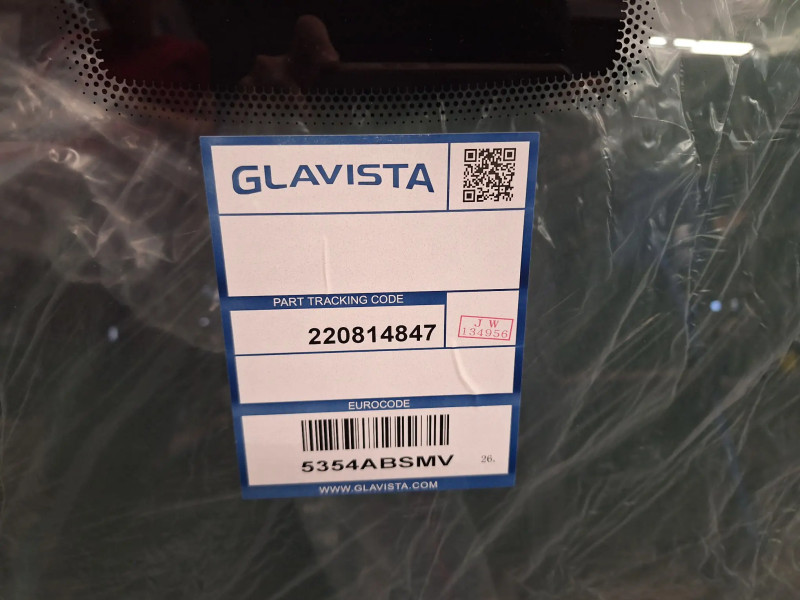 GLAVISTA
PART TRACKING CODE
220814847
J W
134956
EUROCODE
5354ABSMV
26.
WWW.GLAVISTA.COM